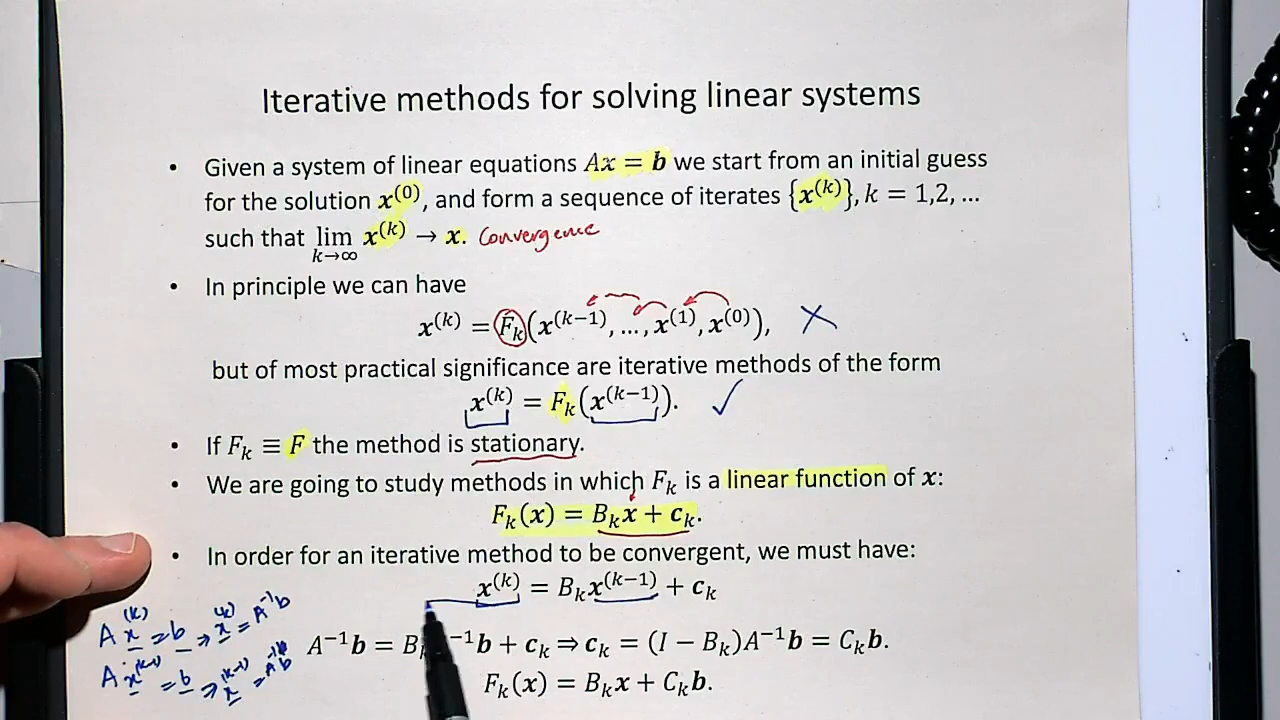 Iterative methods for solving linear systems
• Given a system of linear equations Ax = b we start from an initial guess
for the solution x^(0), and form a sequence of iterates {x^(k)}, k = 1,2, ...
such that lim x^(k) → x. Convergence
k→∞
• In principle we can have
x^(k) = F_k(x^(k−1), ..., x^(1), x^(0)),
but of most practical significance are iterative methods of the form
x^(k) = F_k(x^(k−1)).
• If F_k ≡ F the method is stationary.
• We are going to study methods in which F_k is a linear function of x:
F_k(x) = B_k x + c_k.
• In order for an iterative method to be convergent, we must have:
x^(k) = B_k x^(k−1) + c_k
A x^(k) = b ⇒ x^(k) = A^−1 b
A^−1 b = B ^−1 b + c_k ⇒ c_k = (I − B_k)A^−1 b = C_k b.
A x^(k-1) = b ⇒ x^(k-1) = A^−1 b
F_k(x) = B_k x + C_k b.